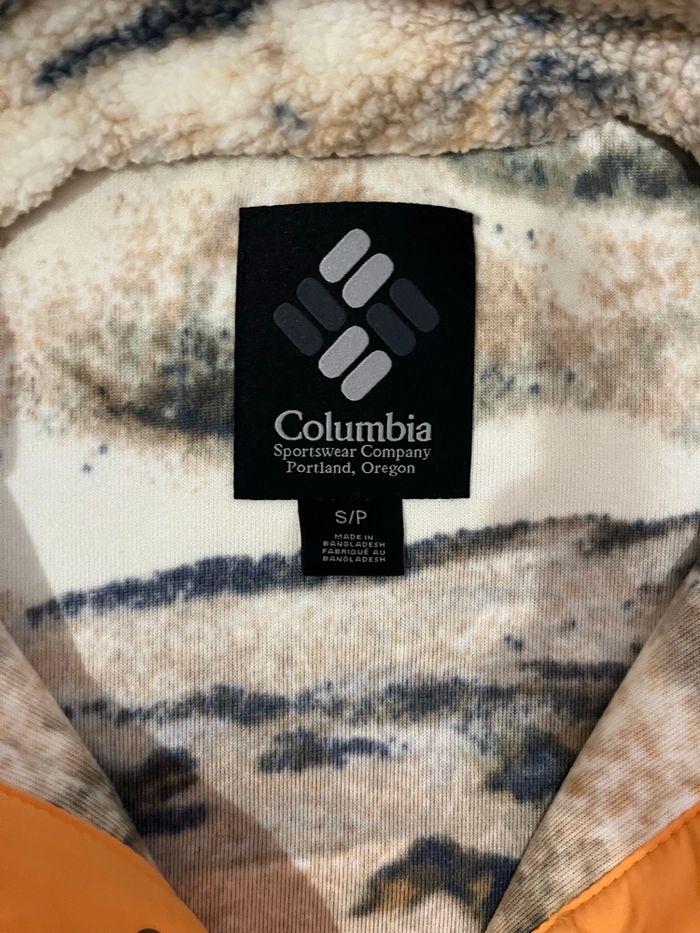 Columbia
Sportswear Company
Portland, Oregon
S/P
MADE IN
BANGLADESH
FABRIQUÉ AU
BANGLADESH